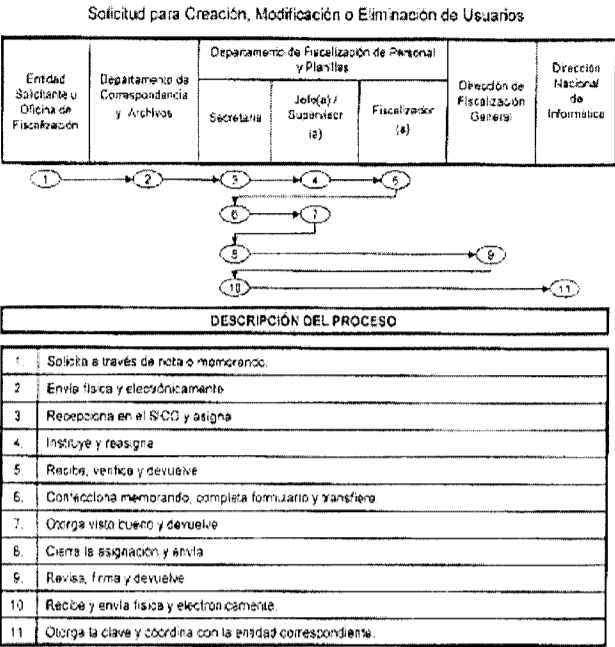 Solicitud para Creación, Modificación o Eliminación de Usuarios
Entidad
Solicitante u
Oficina de
Fiscalización
Departamento de
Correspondencia
y Archivos
Departamento de Fiscalización de Personal
y Planillas
Secretaria
Jefe(a) /
Supervisor
(a)
Fiscalizador
(a)
Dirección de
Fiscalización
General
Dirección
Nacional
de
Informática
1 2 3 4 5
6 7
8 9
10 11
DESCRIPCIÓN DEL PROCESO
1. Solicita a través de nota o memorando.
2 Envía física y electrónicamente
3 Recepciona en el SICO y asigna
4. Instruye y reasigna
5. Recibe, verifica y devuelve
6. Confecciona memorando, completa formulario y transfiere.
7. Otorga visto bueno y devuelve
8. Cierra la asignación y envía
9. Revisa, firma y devuelve
10 Recibe y envía física y electrónicamente.
11 Otorga la clave y coordina con la entidad correspondiente.